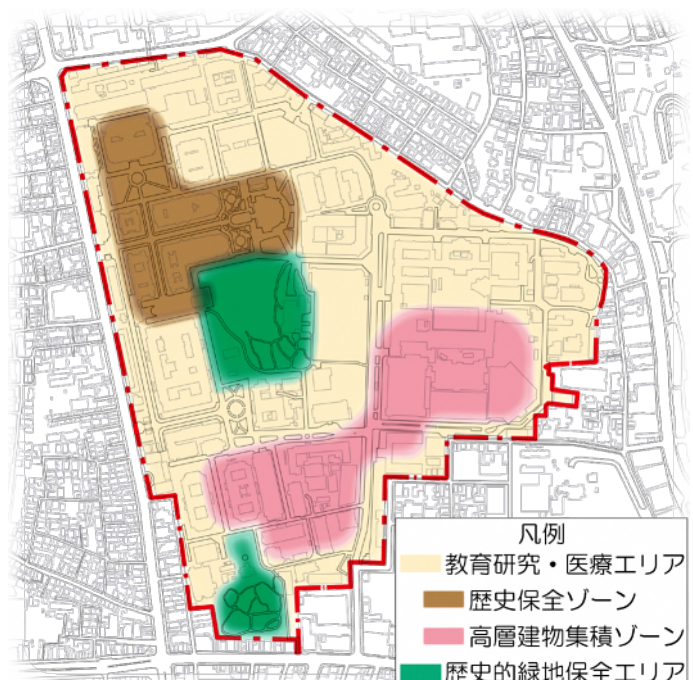 凡例
教育研究・医療エリア
歴史保全ゾーン
高層建物集積ゾーン
歴史的緑地保全エリア